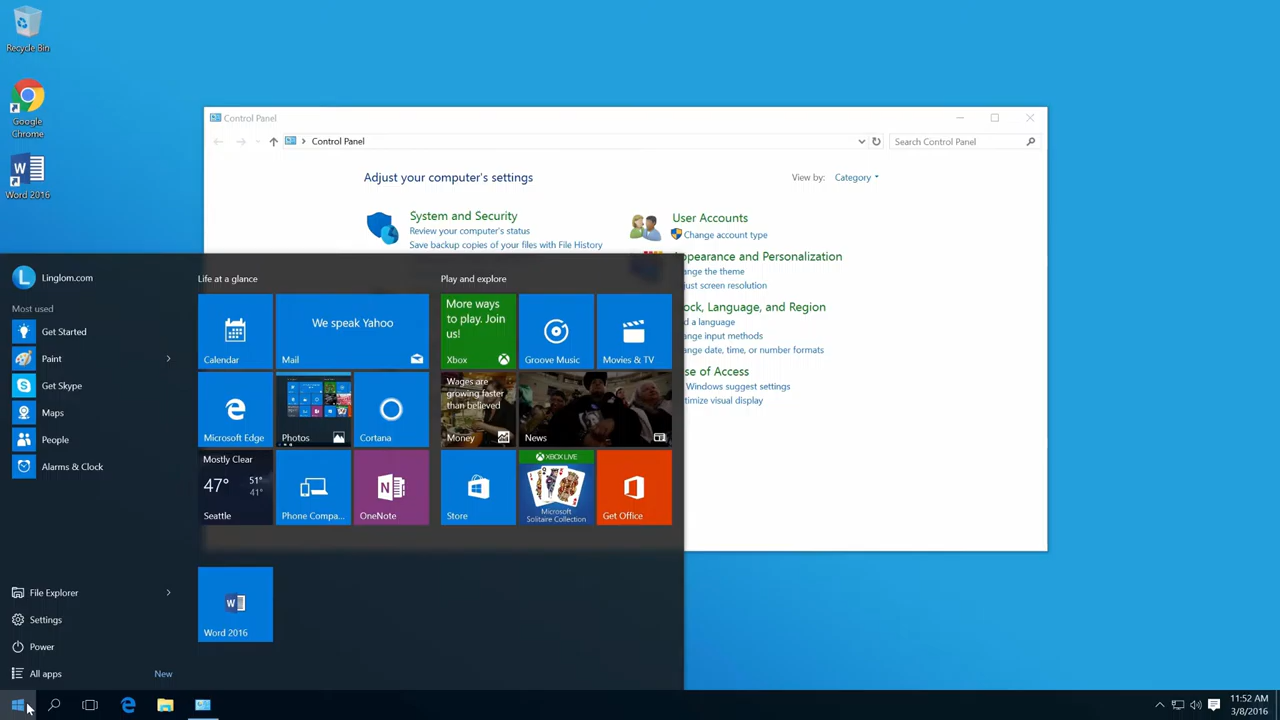 Recycle Bin
Google
Chrome
Word 2016
Control Panel
Control Panel
Search Control Panel
Adjust your computer's settings
View by:
Category
System and Security
Review your computer's status
Save backup copies of your files with File History
User Accounts
Change account type
ppearance and Personalization
ange the theme
just screen resolution
ock, Language, and Region
d a language
ange input methods
ange date, time, or number formats
se of Access
Windows suggest settings
timize visual display
Linglom.com
Most used
Get Started
Paint
Get Skype
Maps
People
Alarms & Clock
File Explorer
Settings
Power
All apps
New
Life at a glance
Calendar
We speak Yahoo
Mail
Microsoft Edge
Photos
Cortana
Mostly Clear
47°
51°
41°
Seattle
Phone Compa...
OneNote
Word 2016
Play and explore
More ways
to play. Join
us!
Xbox
Groove Music
Movies & TV
Wages are
growing faster
than believed
Money
News
Store
XBOX LIVE
Microsoft
Solitaire Collection
Get Office
11:52 AM
3/8/2016